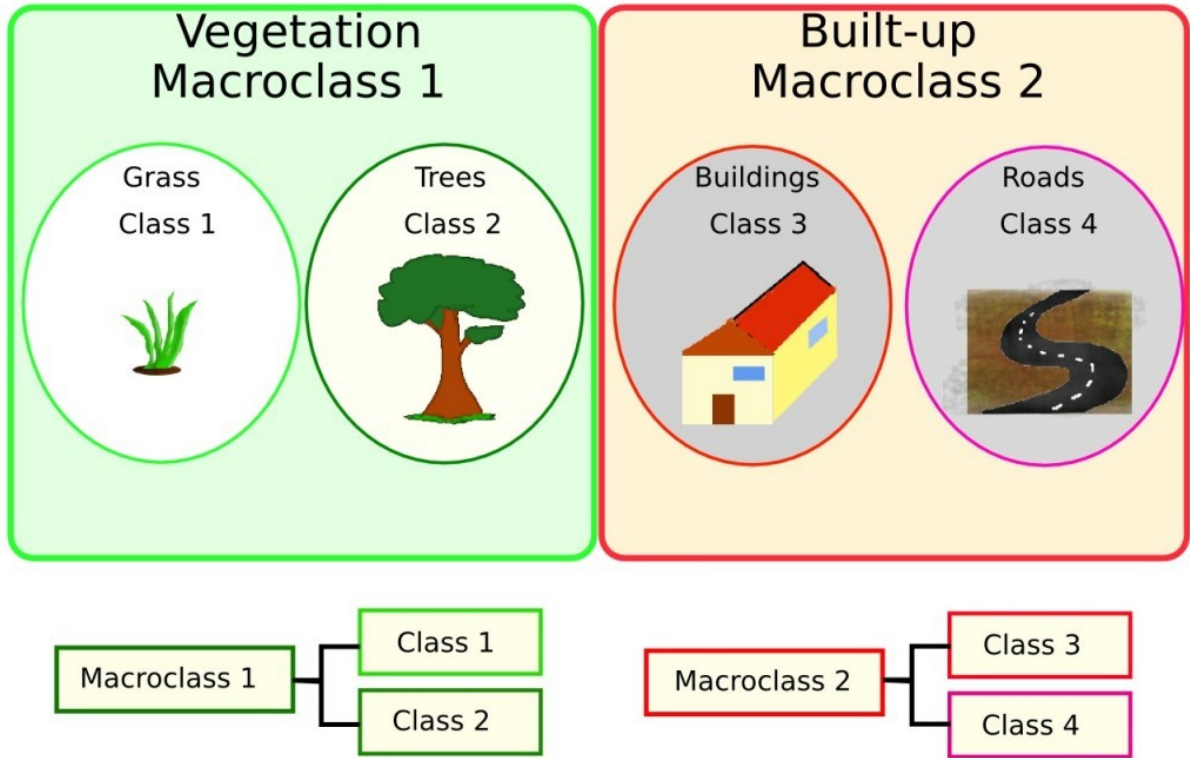 Vegetation
Macroclass 1
Grass
Class 1
Trees
Class 2
Built-up
Macroclass 2
Buildings
Class 3
Roads
Class 4
Macroclass 1
Class 1
Class 2
Macroclass 2
Class 3
Class 4